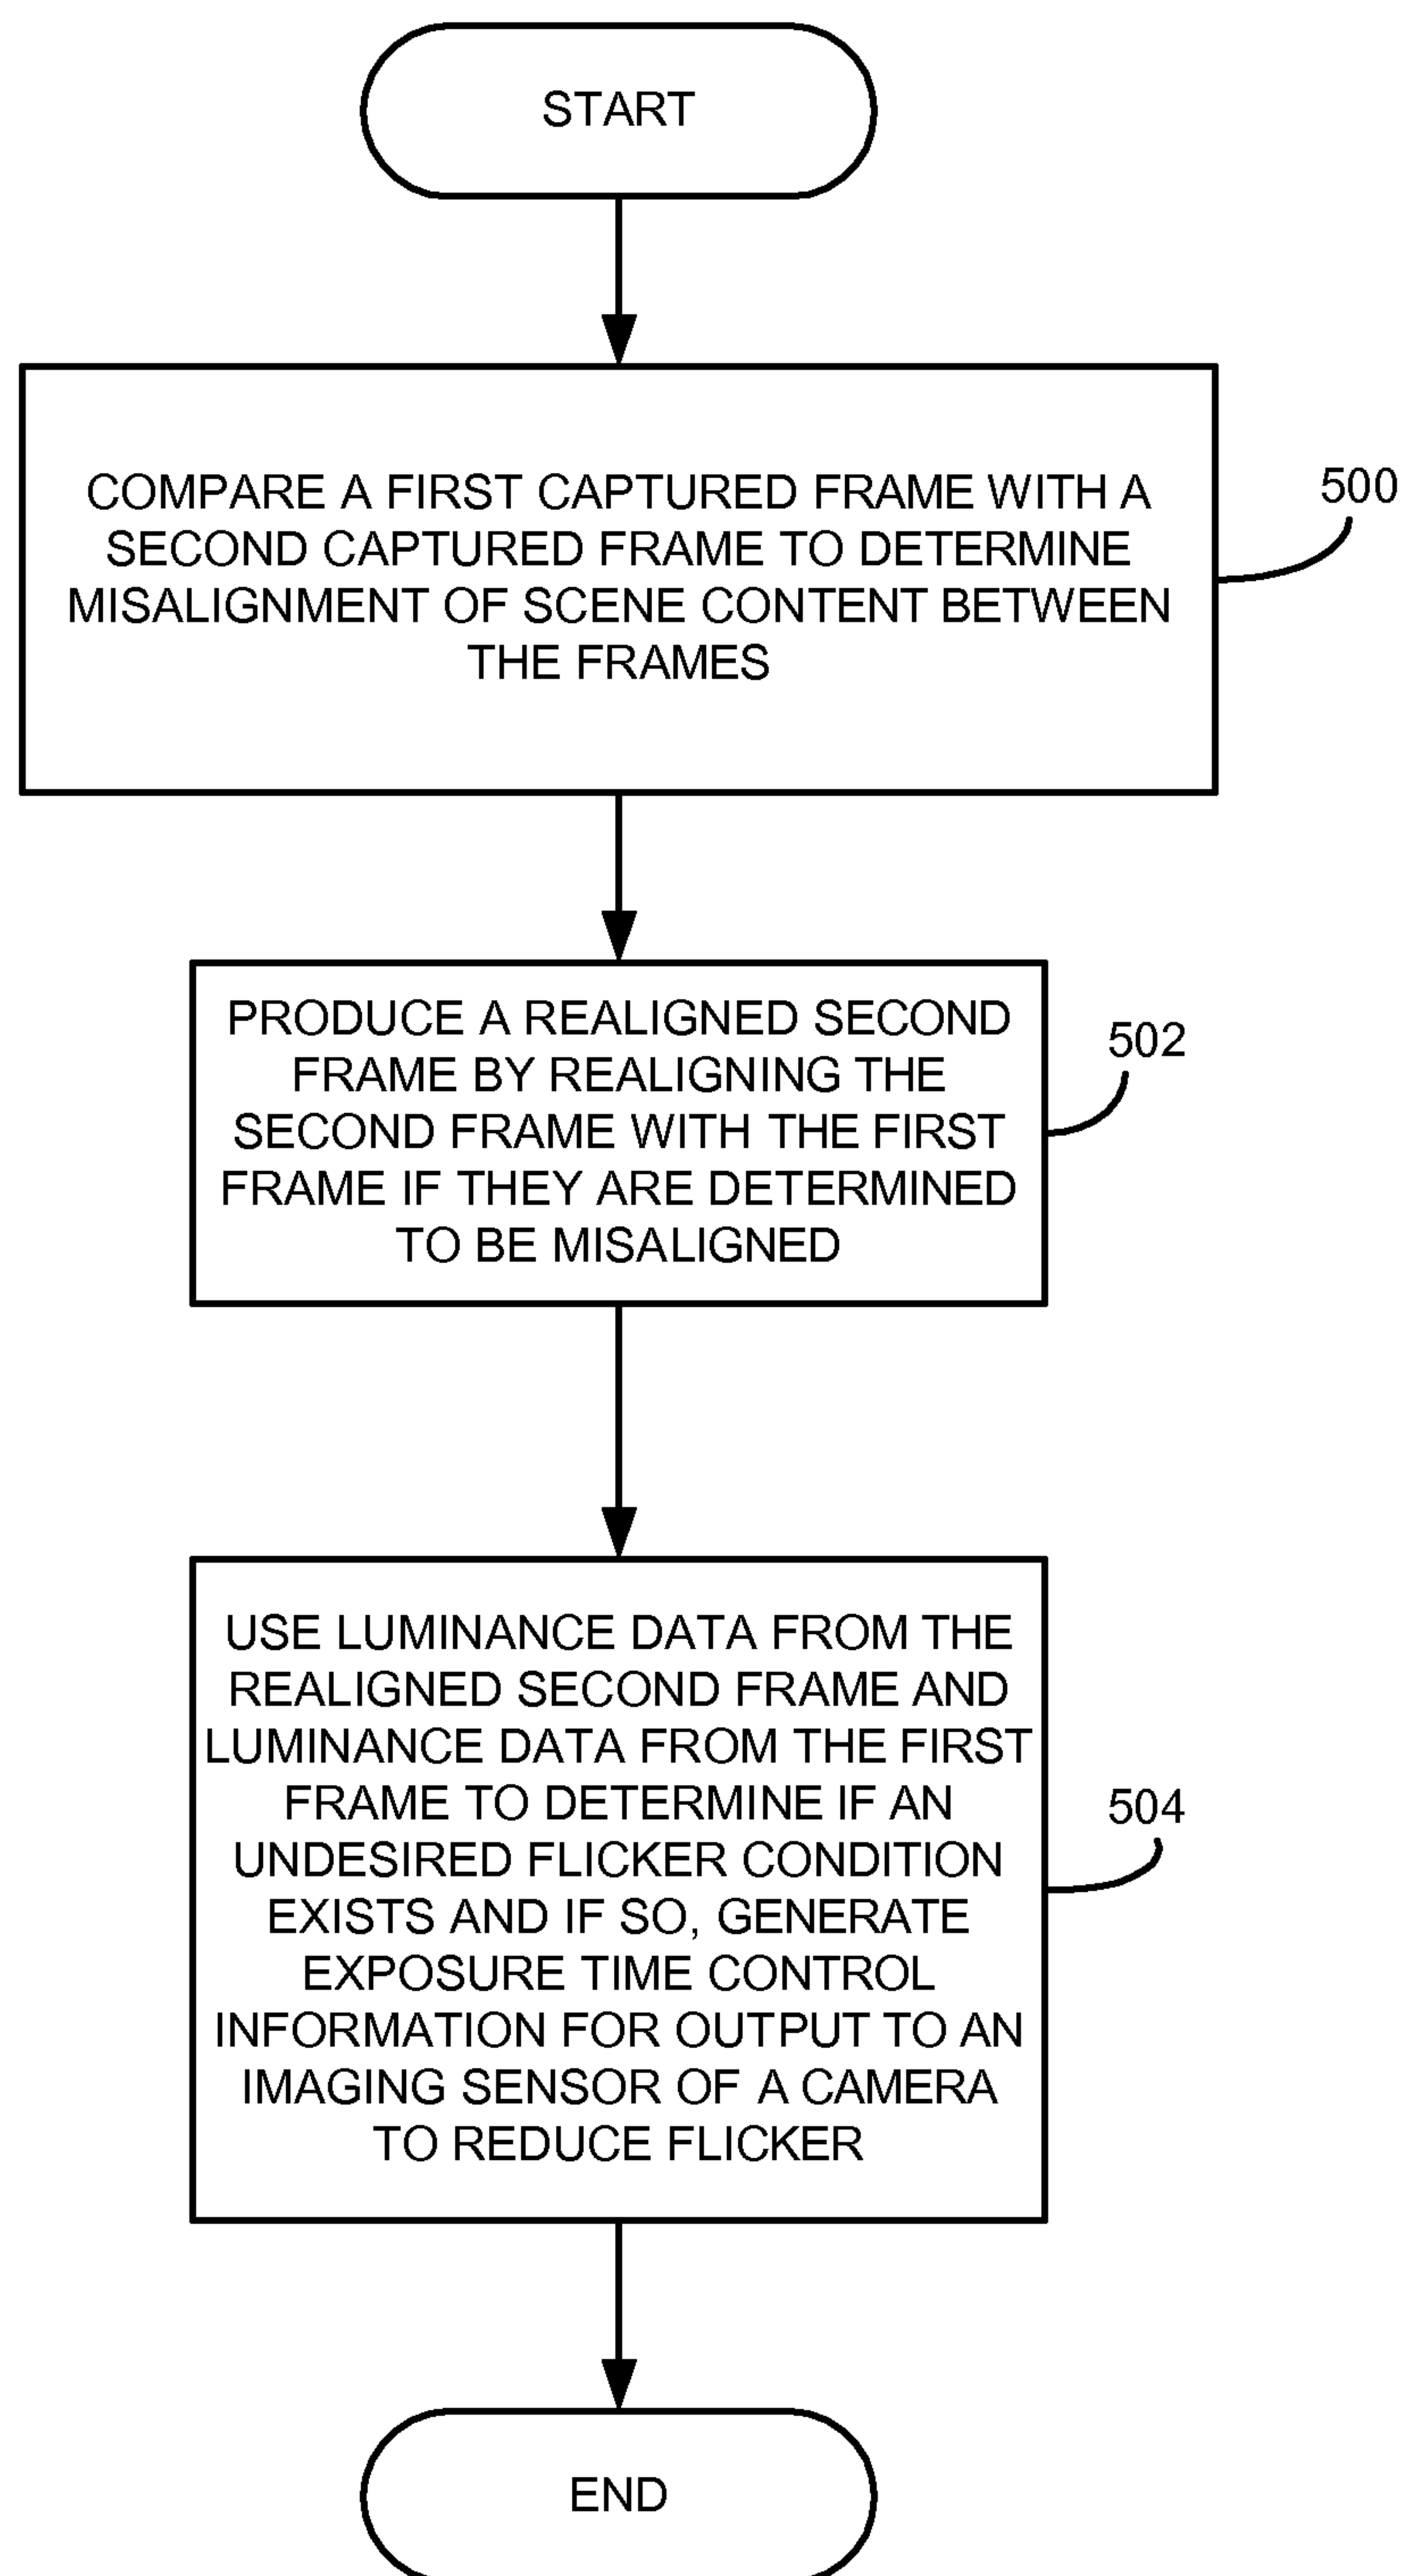 START
COMPARE A FIRST CAPTURED FRAME WITH A
SECOND CAPTURED FRAME TO DETERMINE
MISALIGNMENT OF SCENE CONTENT BETWEEN
THE FRAMES
500
PRODUCE A REALIGNED SECOND
FRAME BY REALIGNING THE
SECOND FRAME WITH THE FIRST
FRAME IF THEY ARE DETERMINED
TO BE MISALIGNED
502
USE LUMINANCE DATA FROM THE
REALIGNED SECOND FRAME AND
LUMINANCE DATA FROM THE FIRST
FRAME TO DETERMINE IF AN
UNDESIRED FLICKER CONDITION
EXISTS AND IF SO, GENERATE
EXPOSURE TIME CONTROL
INFORMATION FOR OUTPUT TO AN
IMAGING SENSOR OF A CAMERA
TO REDUCE FLICKER
504
END